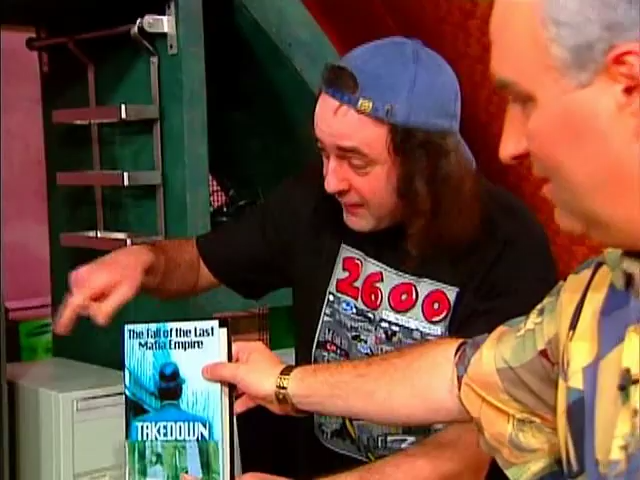 2600
The Fall of the Last
Mafia Empire
TAKEDOWN